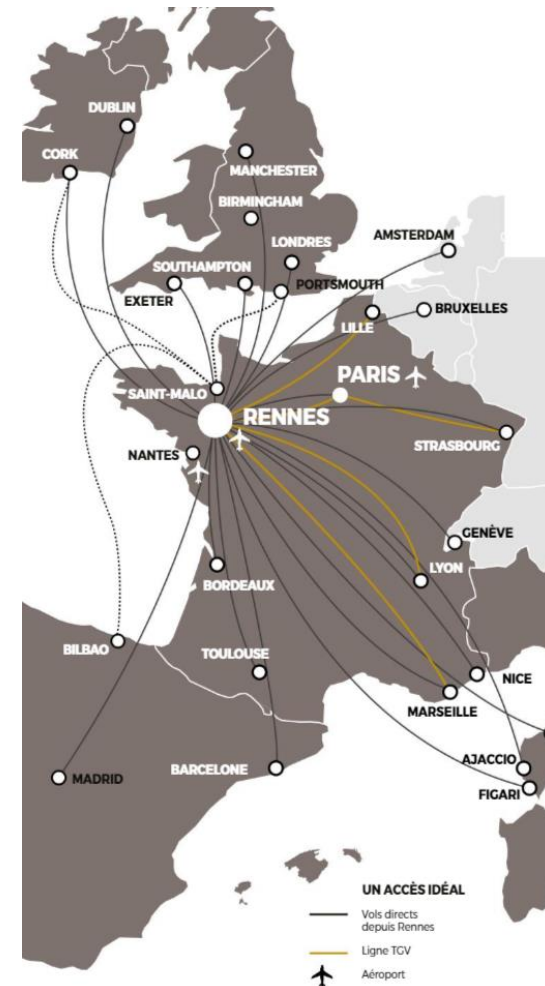 DUBLIN
CORK
MANCHESTER
BIRMINGHAM
LONDRES
AMSTERDAM
SOUTHAMPTON
PORTSMOUTH
EXETER
BRUXELLES
LILLE
PARIS
SAINT-MALO
RENNES
STRASBOURG
NANTES
GENÈVE
LYON
BORDEAUX
BILBAO
TOULOUSE
NICE
MARSEILLE
AJACCIO
BARCELONE
MADRID
FIGARI
UN ACCÈS IDÉAL
Vols directs
depuis Rennes
Ligne TGV
Aéroport